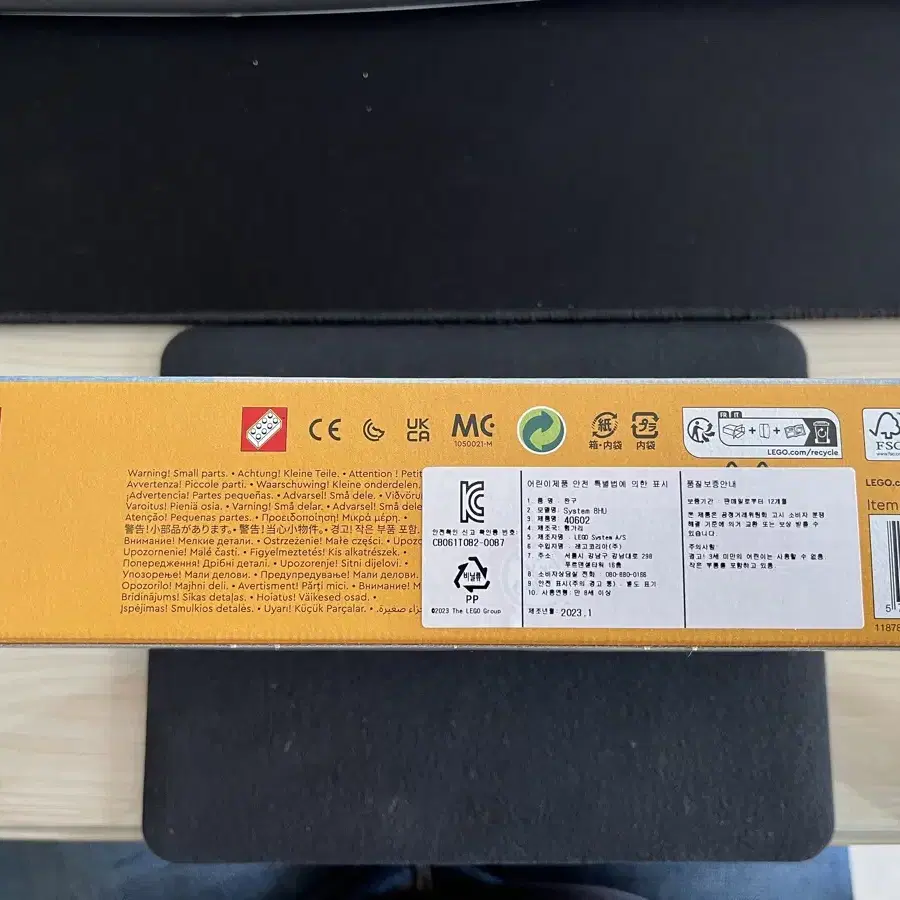 CE
UK
CA
MC
1050021-M
紙
箱・内袋
プラ
内袋
FR
IT
LEGO.com/recycle
FSC
Warning! Small parts. • Achtung! Kleine Teile. • Attention ! Petit
Avvertenza! Piccole parti. • Waarschuwing! Kleine onderdelen.
¡Advertencia! Partes pequeñas. • Advarsel! Små dele. • Viðvöru
Varoitus! Pieniä osia. • Varning! Små delar. • Advarsel! Små de
Atenção! Pequenas partes. • Προειδοποίηση! Μικρά μέρη. •
警告!小部品があります。 • 警告!当心小物件。 • 경고! 작은 부품 포함.
Внимание! Мелкие детали. • Ostrzeżenie! Małe części. • Upozo
Upozornenie! Malé časti. • Figyelmeztetés! Kis alkatrészek.
Попередження! Дрібні деталі. • Upozorenje! Sitni dijelovi.
Упозорење! Мали делови. • Предупредување! Мали делови.
Opozorilo! Majhni deli. • Avertisment! Părți mici. • Внимание! М
Brīdinājums! Sīkas detaļas. • Hoiatus! Väikesed osad. •
Įspėjimas! Smulkios detalės. • Uyarı! Küçük Parçalar. •
안전확인 신고 확인증 번호:
CB061T082-0087
비닐류
PP
©2023 The LEGO Group
어린이제품 안전 특별법에 의한 표시
1. 품 명 : 완구
2. 모델명 : System BHU
3. 제품명 40602
4. 제조국: 헝가리
5. 제조자명 : LEGO System A/S
6. 수입자명 : 레고코리아(주)
7. 주소 : 서울시 강남구 강남대로 298
푸르덴셜타워 16층
8. 소비자상담실 전화 : 080-880-0186
9. 안전 표시(주의 경고 등) - 별도 표기
10. 사용연령: 만 8세 이상
제조년월 : 2023.1
품질보증안내
보증기간 : 판매일로부터 12개월
본 제품은 공정거래위원회 고시 소비자 분쟁
해결 기준에 의거 교환 또는 보상 받을 수
있습니다.
주의사항:
경고! 3세 미만의 어린이는 사용할 수 없음
작은 부품을 포함하고 있음.
LEGO.c
Item
5
11878